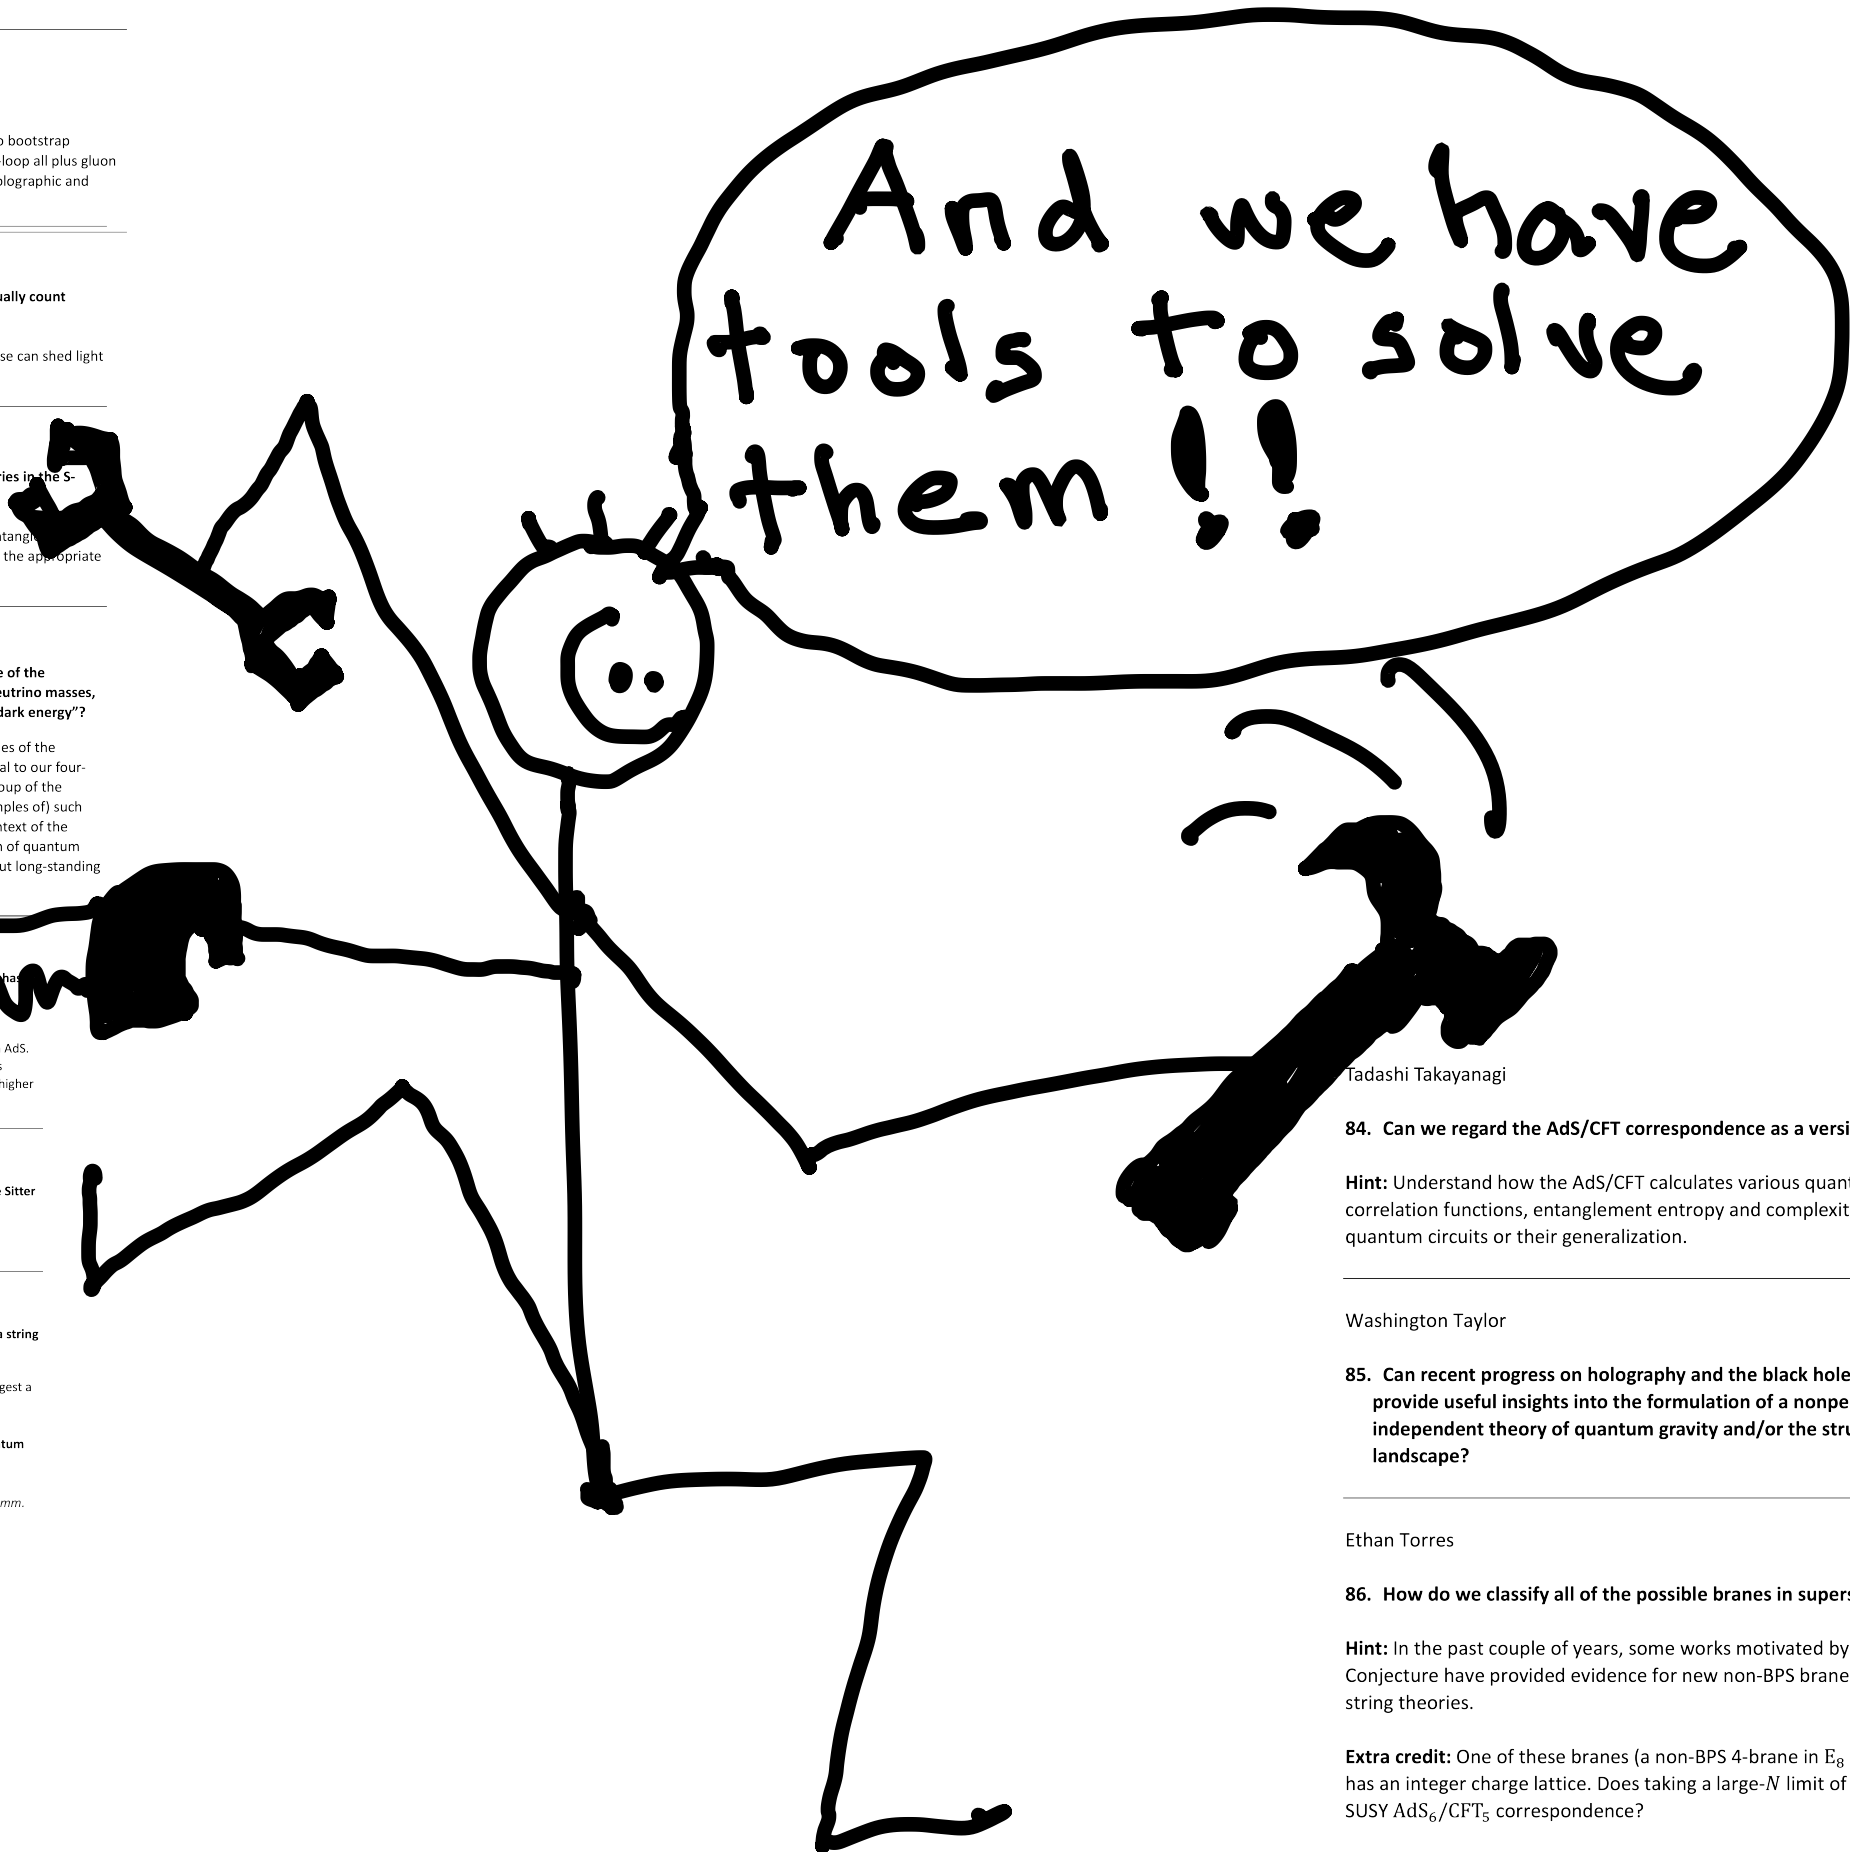 And we have
tools to solve
them !!
bootstrap
-loop all plus gluon
olographic and
ually count
se can shed light
ries in the S-
the appropriate
e of the
eutrino masses,
dark energy”?
es of the
al to our four-
oup of the
mples of) such
ntext of the
n of quantum
ut long-standing
has
AdS.
s
higher
Sitter
a string
gest a
tum
mm.
Tadashi Takayanagi
84. Can we regard the AdS/CFT correspondence as a versi
Hint: Understand how the AdS/CFT calculates various quant
correlation functions, entanglement entropy and complexit
quantum circuits or their generalization.
Washington Taylor
85. Can recent progress on holography and the black hole
provide useful insights into the formulation of a nonpe
independent theory of quantum gravity and/or the stru
landscape?
Ethan Torres
86. How do we classify all of the possible branes in supers
Hint: In the past couple of years, some works motivated by
Conjecture have provided evidence for new non-BPS brane
string theories.
Extra credit: One of these branes (a non-BPS 4-brane in E₈
has an integer charge lattice. Does taking a large-N limit of
SUSY AdS₆/CFT₅ correspondence?